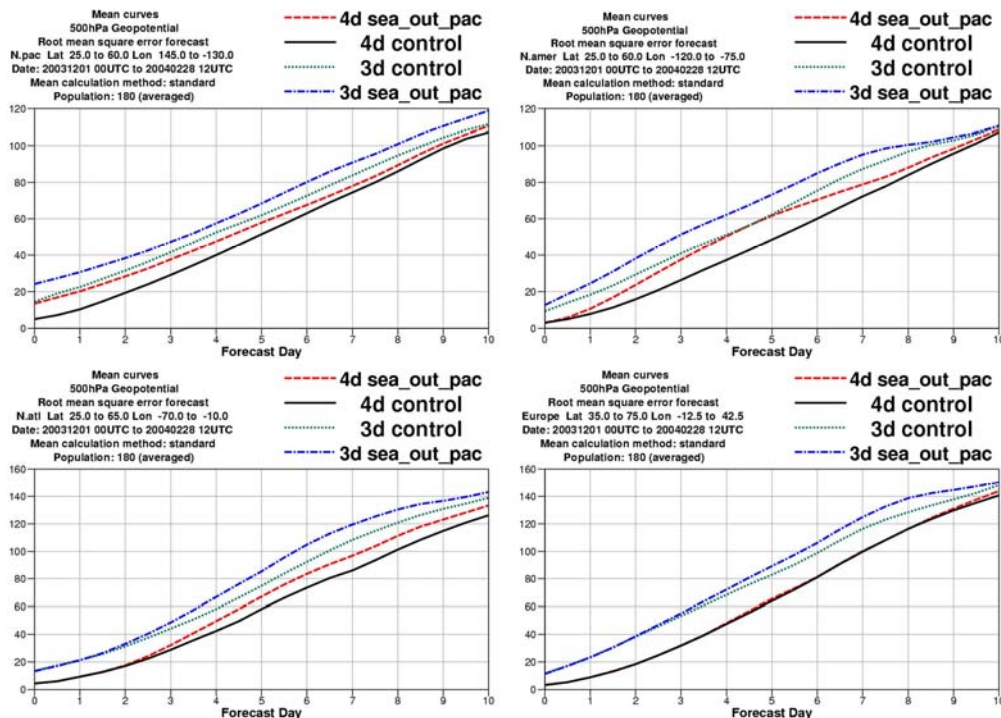 Mean curves
500hPa Geopotential
Root mean square error forecast
N.pac Lat 25.0 to 60.0 Lon 145.0 to -130.0
Date: 20031201 00UTC to 20040228 12UTC
Mean calculation method: standard
Population: 180 (averaged)
4d sea_out_pac
4d control
3d control
3d sea_out_pac
120
100
80
60
40
20
0
0 1 2 3 4 5 6 7 8 9 10
Forecast Day
Mean curves
500hPa Geopotential
Root mean square error forecast
N.amer Lat 25.0 to 60.0 Lon -120.0 to -75.0
Date: 20031201 00UTC to 20040228 12UTC
Mean calculation method: standard
Population: 180 (averaged)
4d sea_out_pac
4d control
3d control
3d sea_out_pac
120
100
80
60
40
20
0
0 1 2 3 4 5 6 7 8 9 10
Forecast Day
Mean curves
500hPa Geopotential
Root mean square error forecast
N.atl Lat 25.0 to 65.0 Lon -70.0 to -10.0
Date: 20031201 00UTC to 20040228 12UTC
Mean calculation method: standard
Population: 180 (averaged)
4d sea_out_pac
4d control
3d control
3d sea_out_pac
160
140
120
100
80
60
40
20
0
0 1 2 3 4 5 6 7 8 9 10
Forecast Day
Mean curves
500hPa Geopotential
Root mean square error forecast
Europe Lat 35.0 to 75.0 Lon -12.5 to 42.5
Date: 20031201 00UTC to 20040228 12UTC
Mean calculation method: standard
Population: 180 (averaged)
4d sea_out_pac
4d control
3d control
3d sea_out_pac
160
140
120
100
80
60
40
20
0
0 1 2 3 4 5 6 7 8 9 10
Forecast Day